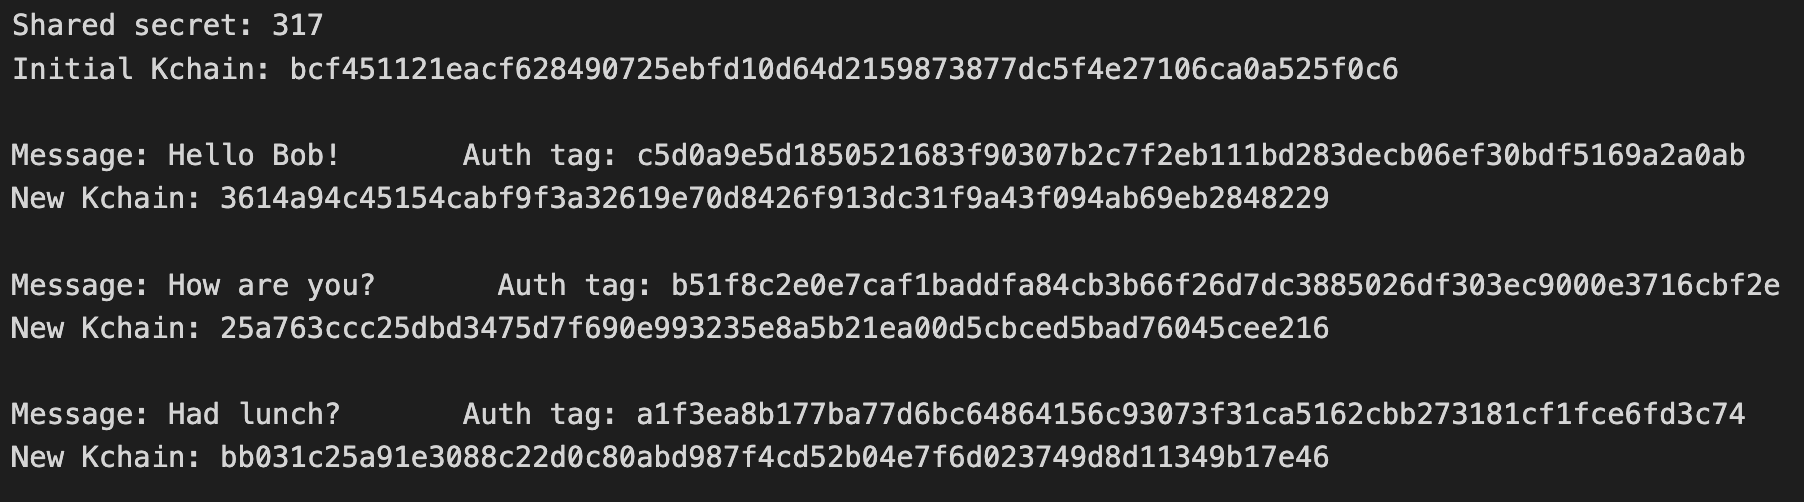 Shared secret: 317
Initial Kchain: bcf451121eacf628490725ebfd10d64d2159873877dc5f4e27106ca0a525f0c6
Message: Hello Bob!       Auth tag: c5d0a9e5d1850521683f90307b2c7f2eb111bd283decb06ef30bdf5169a2a0ab
New Kchain: 3614a94c45154cabf9f3a32619e70d8426f913dc31f9a43f094ab69eb2848229
Message: How are you?       Auth tag: b51f8c2e0e7caf1baddfa84cb3b66f26d7dc3885026df303ec9000e3716cbf2e
New Kchain: 25a763ccc25dbd3475d7f690e993235e8a5b21ea00d5cbced5bad76045cee216
Message: Had lunch?       Auth tag: a1f3ea8b177ba77d6bc64864156c93073f31ca5162cbb273181cf1fce6fd3c74
New Kchain: bb031c25a91e3088c22d0c80abd987f4cd52b04e7f6d023749d8d11349b17e46